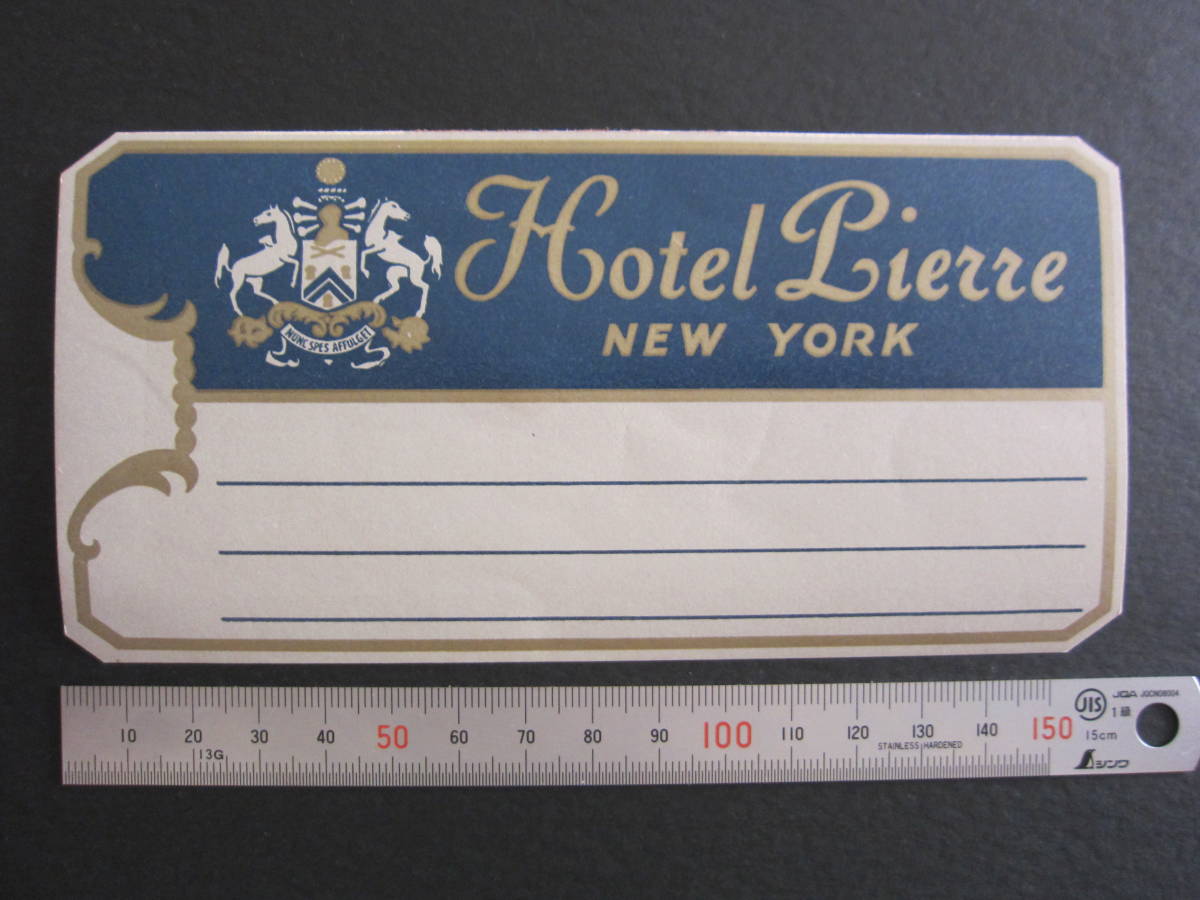 Hotel Pierre
NEW YORK
NUNC SPES AFFULGET
10 20 30 40 50 60 70 80 90 100 110 120 130 140 150
13G
STAINLESS HARDENED
JIS
JQA JQCN08004
1級
15cm
シンワ